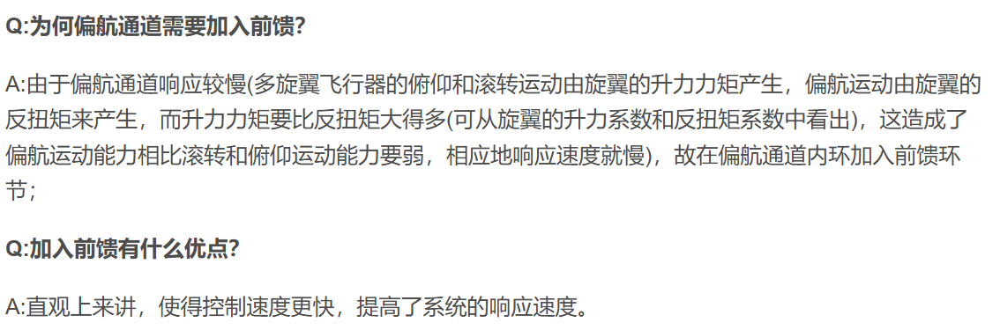 Q:为何偏航通道需要加入前馈?
A:由于偏航通道响应较慢(多旋翼飞行器的俯仰和滚转运动由旋翼的升力力矩产生，偏航运动由旋翼的
反扭矩来产生，而升力力矩要比反扭矩大得多(可从旋翼的升力系数和反扭矩系数中看出)，这造成了
偏航运动能力相比滚转和俯仰运动能力要弱，相应地响应速度就慢)，故在偏航通道内环加入前馈环
节；
Q:加入前馈有什么优点?
A:直观上来讲，使得控制速度更快，提高了系统的响应速度。